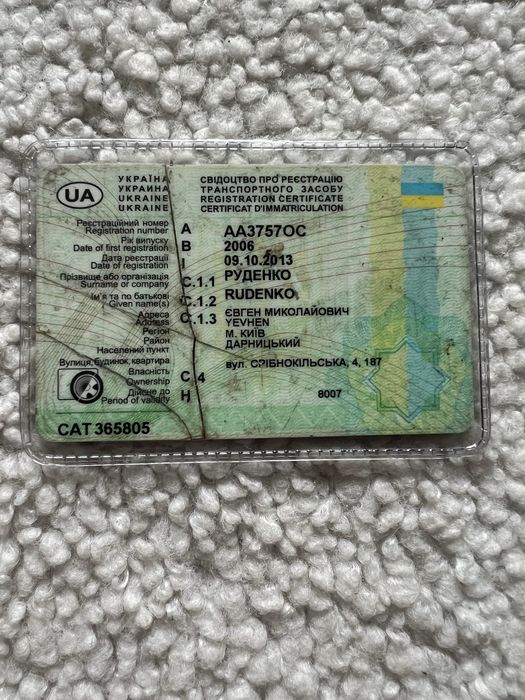 UA
УКРАЇНА
УКРАИНА
UKRAINE
UKRAINE
СВІДОЦТВО ПРО РЕЄСТРАЦІЮ
ТРАНСПОРТНОГО ЗАСОБУ
REGISTRATION CERTIFICATE
CERTIFICAT D'IMMATRICULATION
Реєстраційний номер
Registration number A AA3757OC
Рік випуску
Date of first registration B 2006
Дата реєстрації
Date of registration I 09.10.2013
Прізвище або організація
Surname or company C.1.1 РУДЕНКО
RUDENKO
Ім'я та по батькові
Given name(s) C.1.2 ЄВГЕН МИКОЛАЙОВИЧ
YEVHEN
Адреса
Address C.1.3
Регіон М. КИЇВ
Район ДАРНИЦЬКИЙ
Населений пункт
Вулиця, будинок, квартира вул. СРІБНОКІЛЬСЬКА, 4, 187
Власність
Ownership C 4
Дійсне до
Period of validity H 8007
CAT 365805